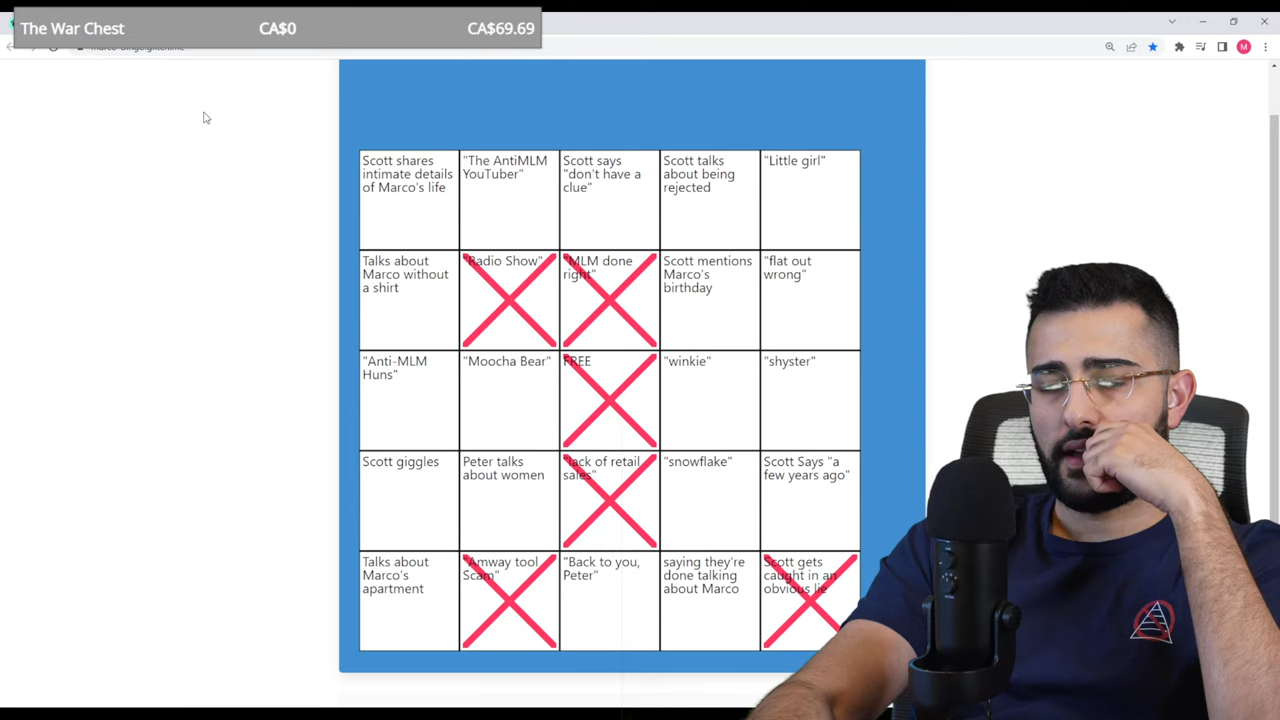 The War Chest CA$0 CA$69.69
M
Scott shares
intimate details
of Marco's life
"The AntiMLM
YouTuber"
Scott says
"don't have a
clue"
Scott talks
about being
rejected
"Little girl"
Talks about
Marco without
a shirt
"Radio Show"
"MLM done
right"
Scott mentions
Marco's
birthday
"flat out
wrong"
"Anti-MLM
Huns"
"Moocha Bear"
FREE
"winkie"
"shyster"
Scott giggles
Peter talks
about women
"lack of retail
sales"
"snowflake"
Scott Says "a
few years ago"
Talks about
Marco's
apartment
"Amway tool
Scam"
"Back to you,
Peter"
saying they're
done talking
about Marco
Scott gets
caught in an
obvious lie